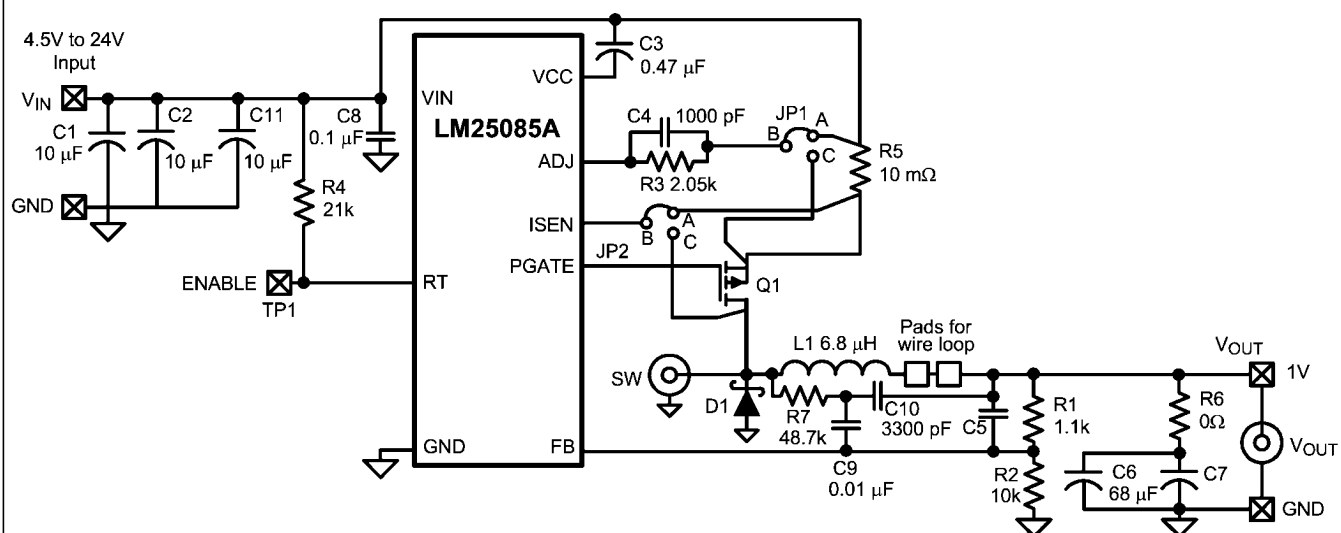 4.5V to 24V
Input
VIN
C1
10 µF
C2
10 µF
C11
10 µF
C8
0.1 µF
GND
R4
21k
ENABLE
TP1
LM25085A
VIN
VCC
ADJ
ISEN
PGATE
RT
GND
FB
C3
0.47 µF
C4
1000 pF
R3 2.05k
JP1
A
B
C
R5
10 mΩ
A
B
C
JP2
Q1
SW
D1
L1 6.8 µH
Pads for
wire loop
R7
48.7k
C10
3300 pF
C9
0.01 µF
C5
R1
1.1k
R2
10k
VOUT
1V
R6
0Ω
C6
68 µF
C7
VOUT
GND